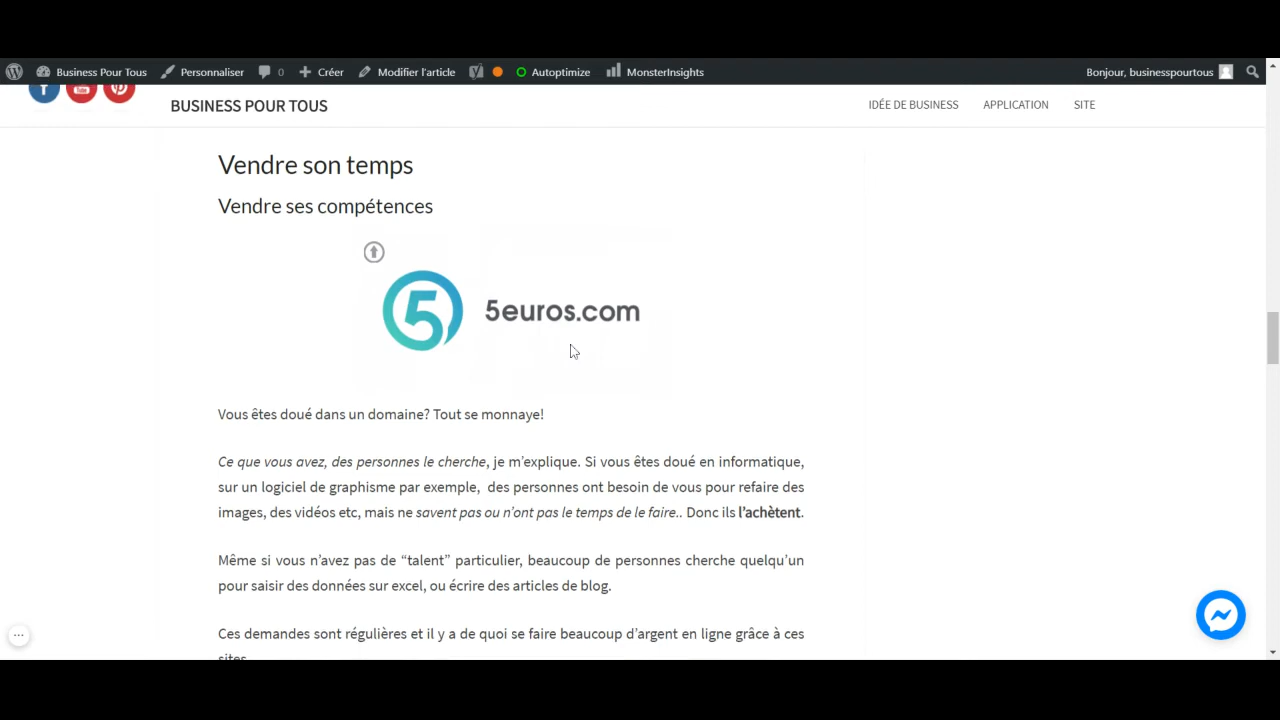 Business Pour Tous Personnaliser 0 Créer Modifier l'article Autoptimize MonsterInsights Bonjour, businesspourtous
BUSINESS POUR TOUS IDÉE DE BUSINESS APPLICATION SITE
Vendre son temps
Vendre ses compétences
5 5euros.com
Vous êtes doué dans un domaine? Tout se monnaye!
Ce que vous avez, des personnes le cherche, je m'explique. Si vous êtes doué en informatique,
sur un logiciel de graphisme par exemple, des personnes ont besoin de vous pour refaire des
images, des vidéos etc, mais ne savent pas ou n'ont pas le temps de le faire.. Donc ils l'achètent.
Même si vous n'avez pas de “talent” particulier, beaucoup de personnes cherche quelqu'un
pour saisir des données sur excel, ou écrire des articles de blog.
Ces demandes sont régulières et il y a de quoi se faire beaucoup d'argent en ligne grâce à ces
sites